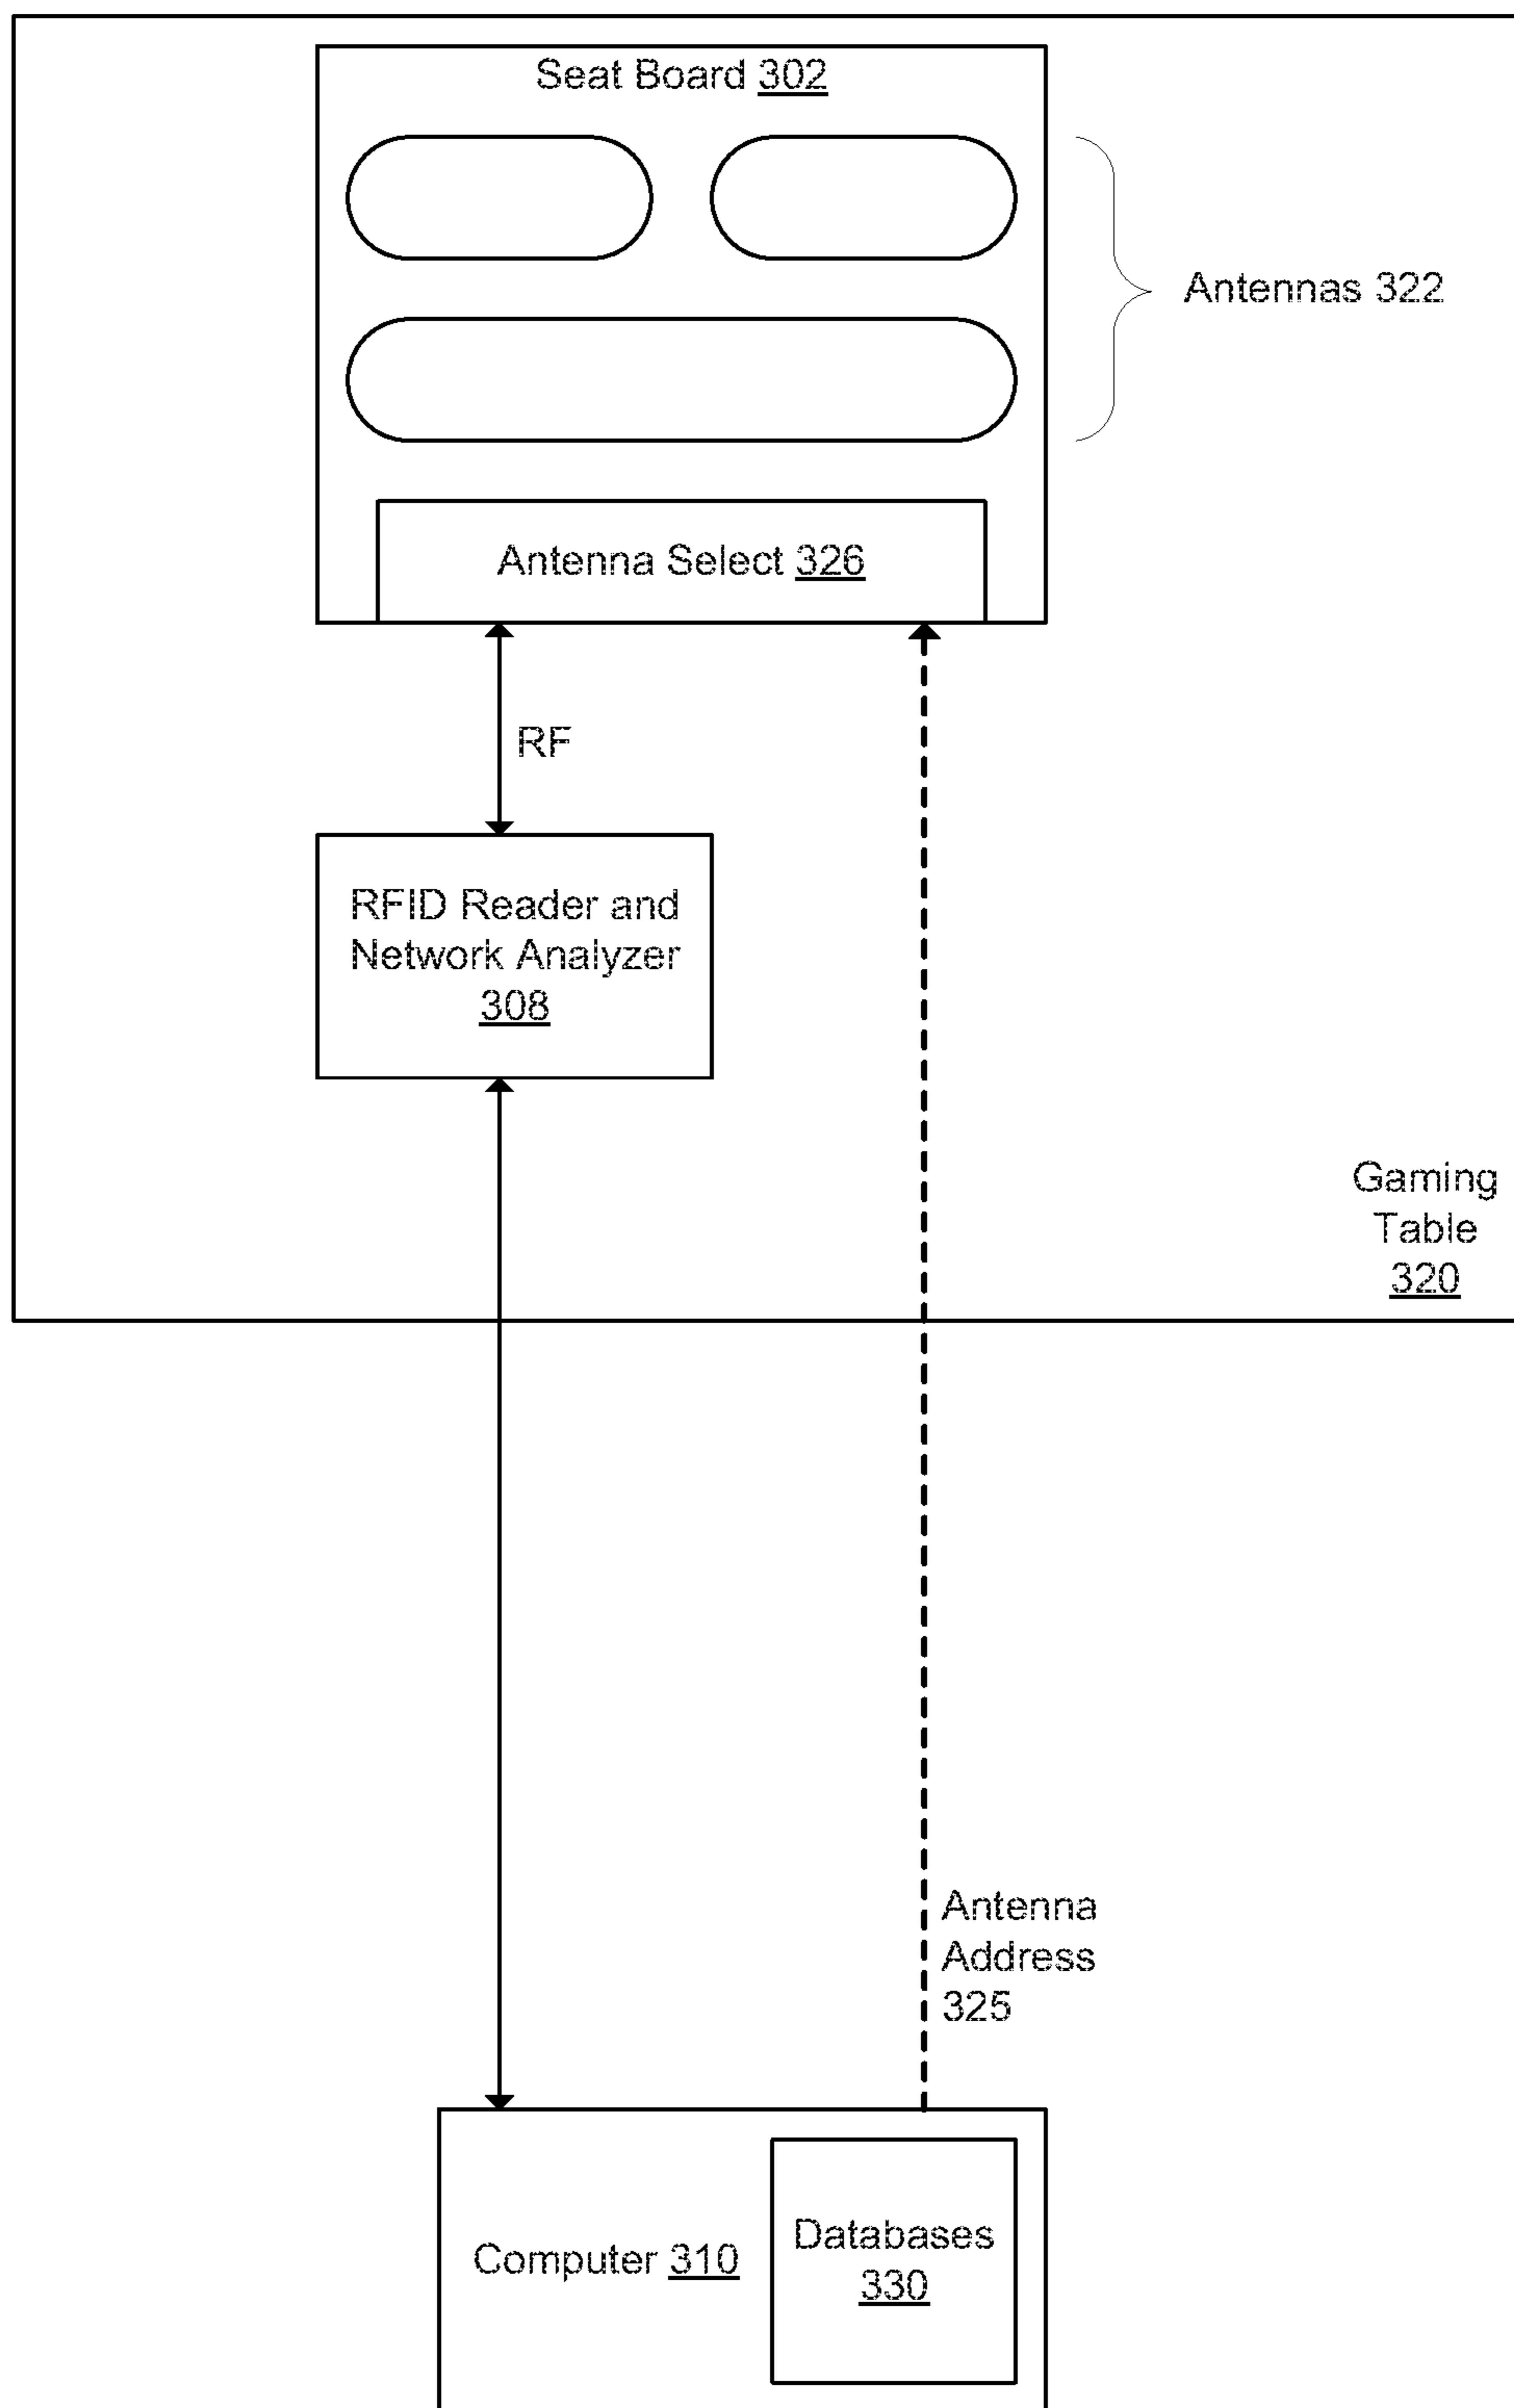 Seat Board 302
Antennas 322
Antenna Select 326
RF
RFID Reader and
Network Analyzer
308
Gaming
Table
320
Antenna
Address
325
Computer 310
Databases
330